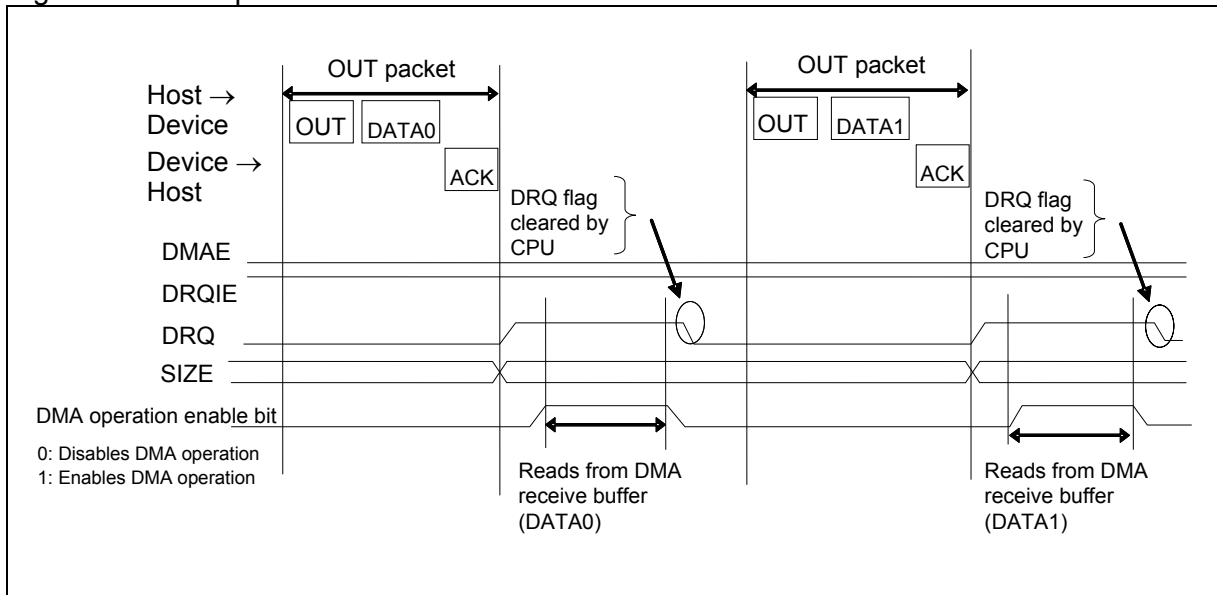 OUT packet
OUT packet
Host →
Device
OUT
DATA0
OUT
DATA1
Device →
Host
ACK
ACK
DRQ flag
cleared by
CPU
DRQ flag
cleared by
CPU
DMAE
DRQIE
DRQ
SIZE
DMA operation enable bit
0: Disables DMA operation
1: Enables DMA operation
Reads from DMA
receive buffer
(DATA0)
Reads from DMA
receive buffer
(DATA1)